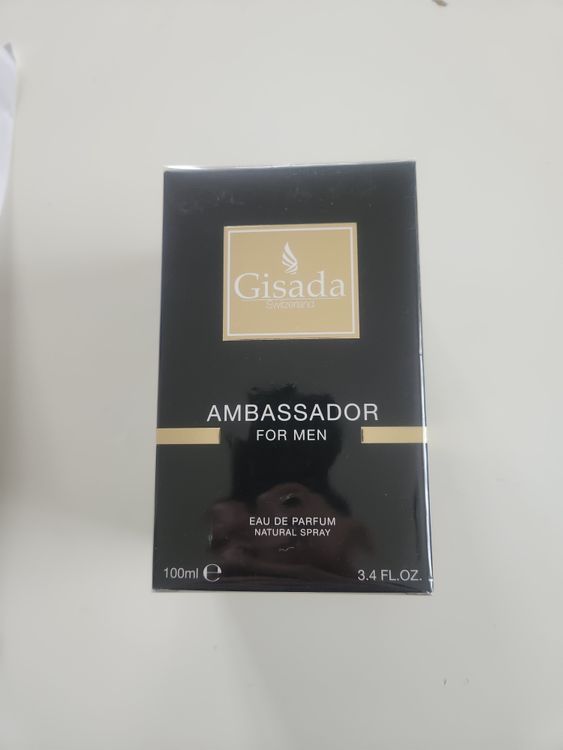 Gisada
Switzerland
AMBASSADOR
FOR MEN
EAU DE PARFUM
NATURAL SPRAY
100ml ℮
3.4 FL.OZ.